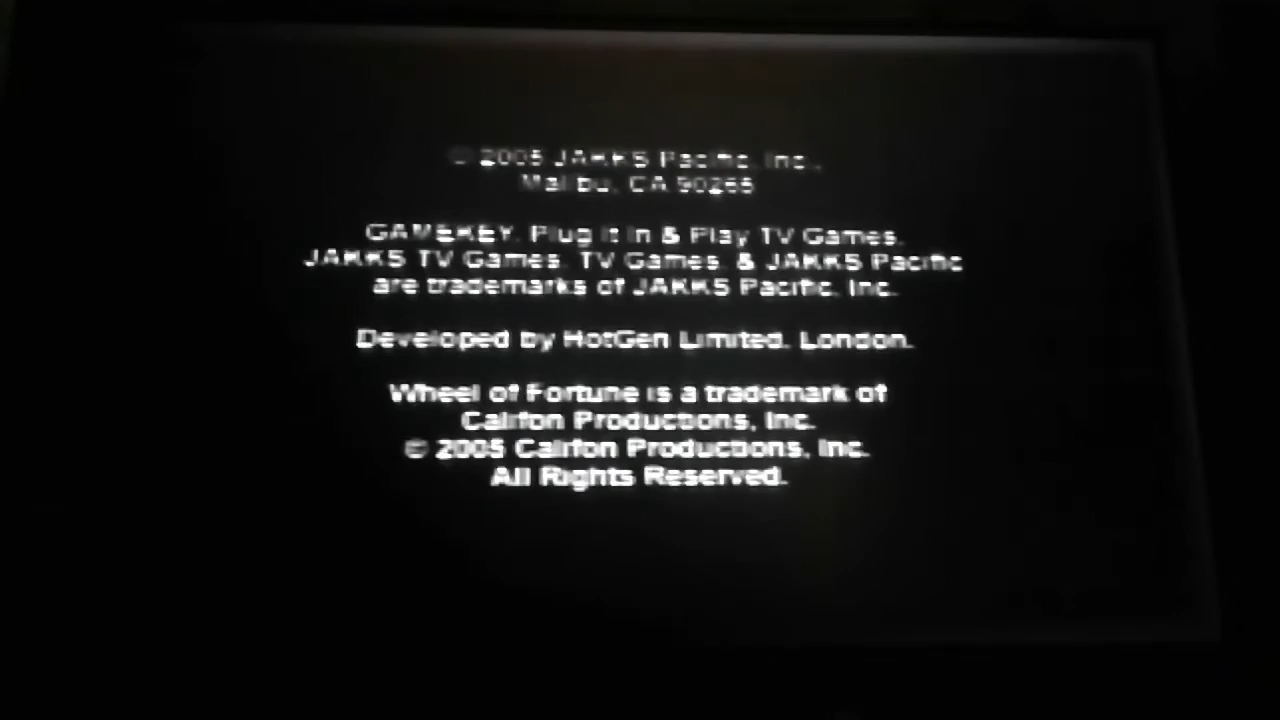 © 2005 JAKKS Pacific, Inc.,
Malibu, CA 90265
GAMEKEY, Plug It In & Play TV Games,
JAKKS TV Games, TV Games, & JAKKS Pacific
are trademarks of JAKKS Pacific, Inc.
Developed by HotGen Limited, London.
Wheel of Fortune is a trademark of
Califon Productions, Inc.
© 2005 Califon Productions, Inc.
All Rights Reserved.